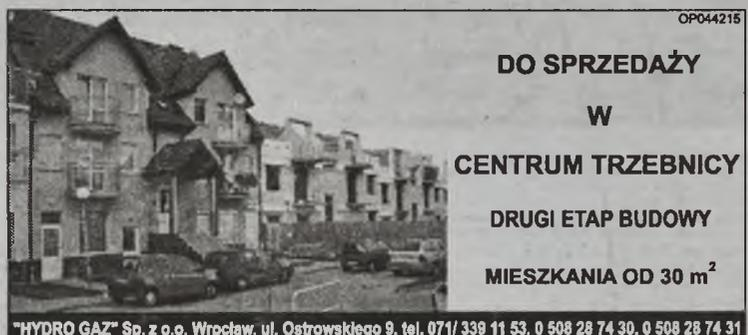 OP044215
DO SPRZEDAŻY
W
CENTRUM TRZEBNICY
DRUGI ETAP BUDOWY
MIESZKANIA OD 30 m²
"HYDRO GAZ" Sp. z o.o. Wrocław, ul. Ostrowskiego 9, tel. 071/ 339 11 53, 0 508 28 74 30, 0 508 28 74 31